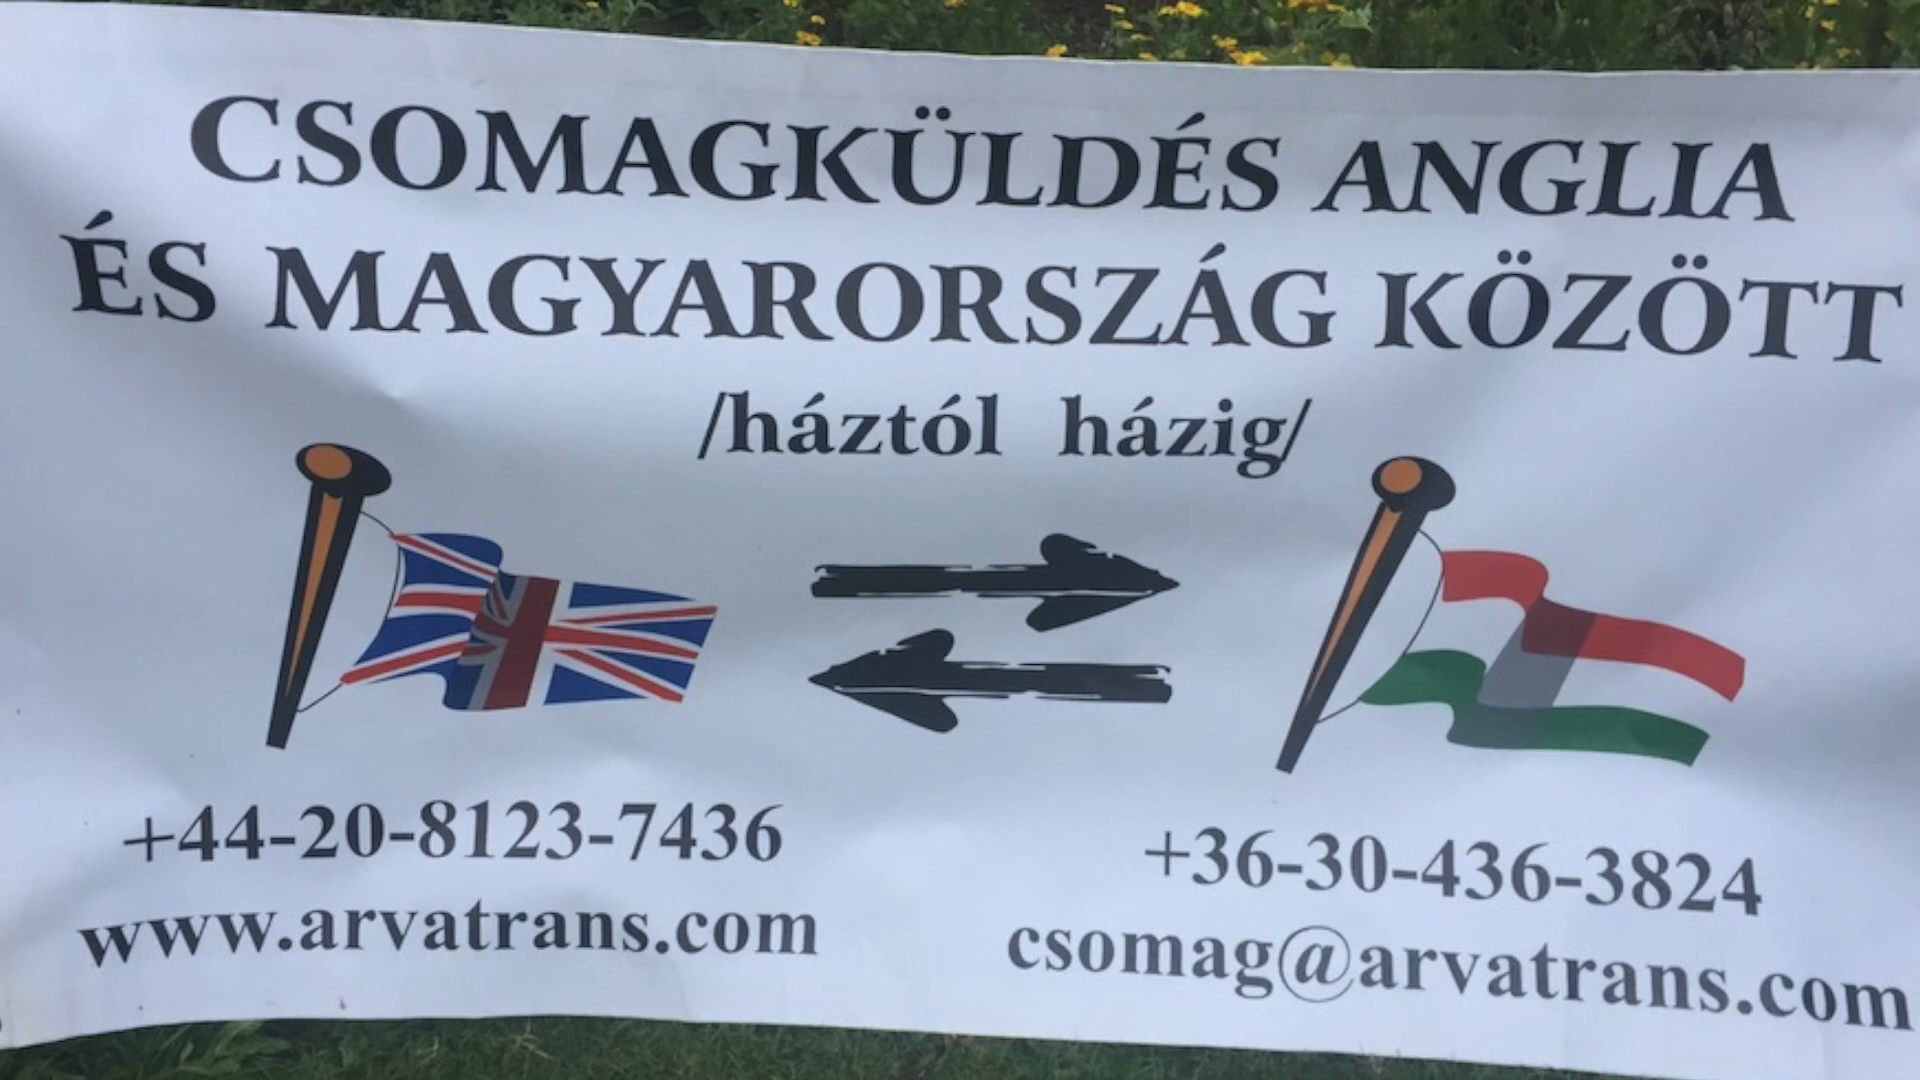 CSOMAGKÜLDÉS ANGLIA
ÉS MAGYARORSZÁG KÖZÖTT
/háztól házig/
+44-20-8123-7436
www.arvatrans.com
+36-30-436-3824
csomag@arvatrans.com